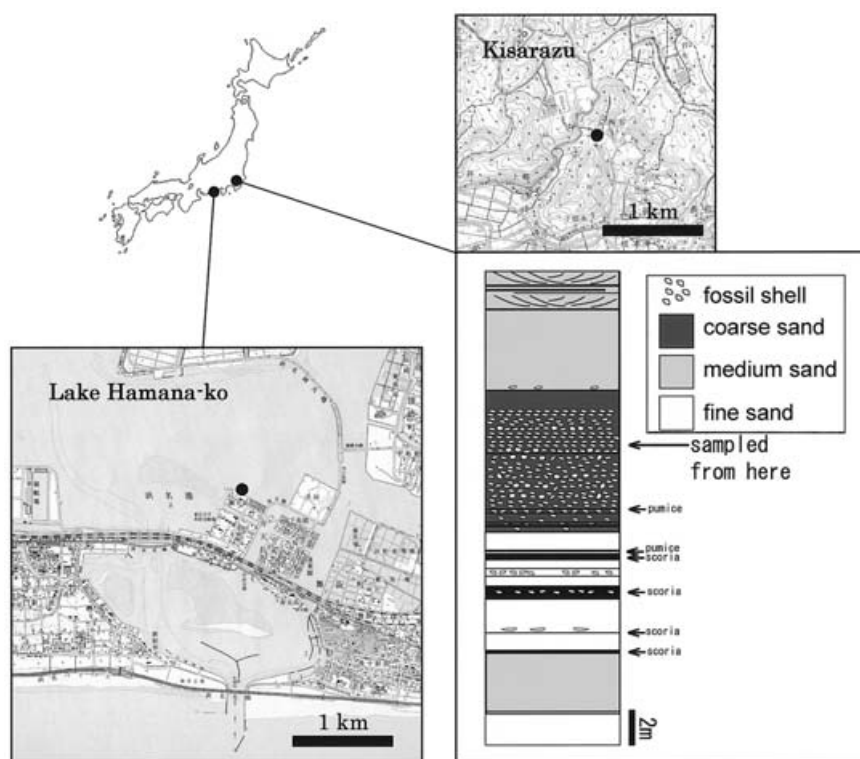 Kisarazu
1 km
fossil shell
coarse sand
medium sand
fine sand
sampled
from here
pumice
pumice
scoria
scoria
scoria
scoria
2m
Lake Hamana-ko
1 km